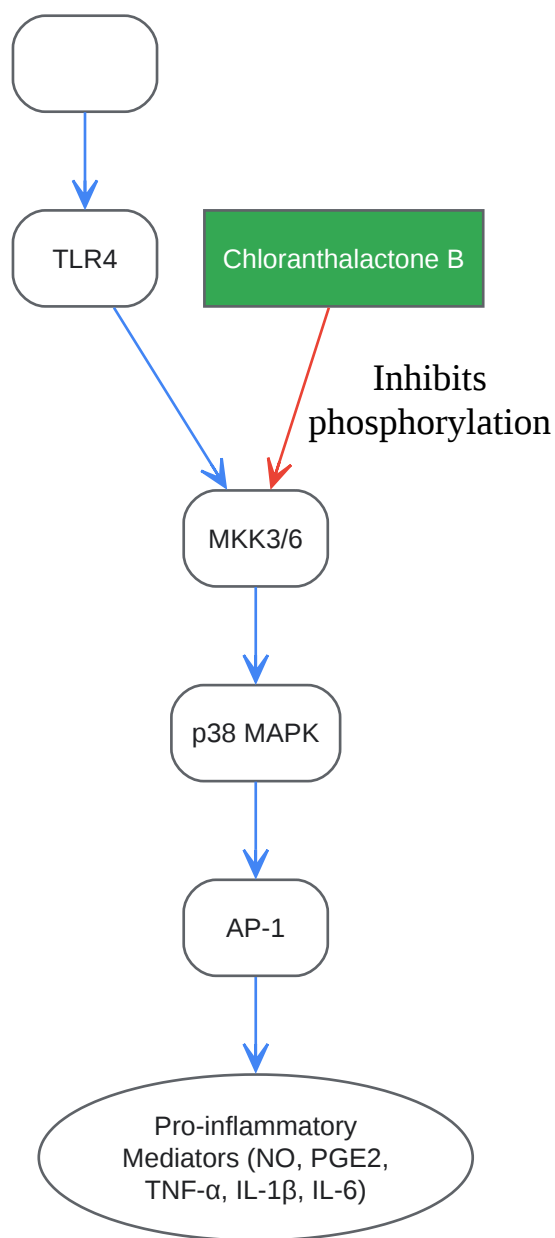 TLR4
Chloranthalactone B
Inhibits
phosphorylation
MKK3/6
p38 MAPK
AP-1
Pro-inflammatory
Mediators (NO, PGE2,
TNF-α, IL-1β, IL-6)